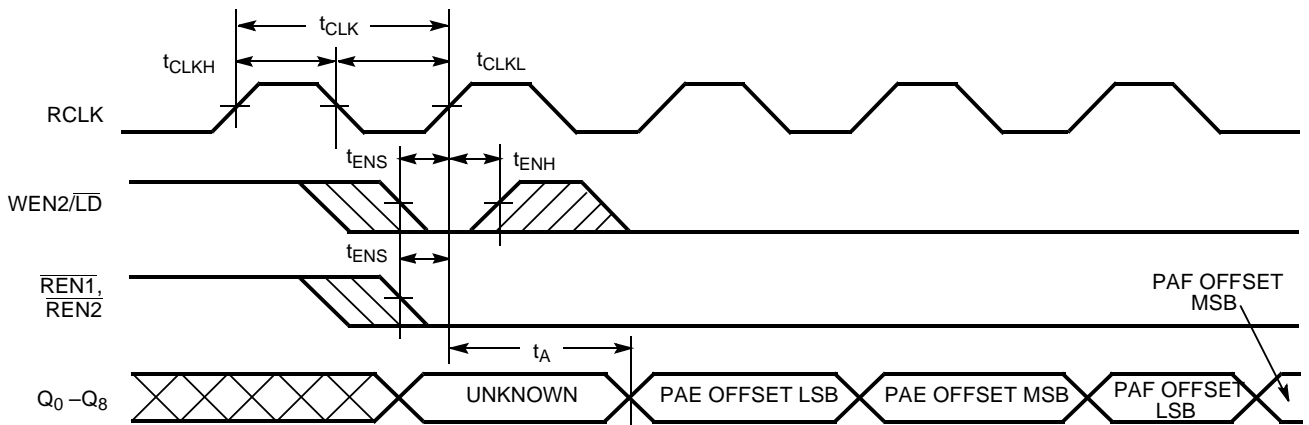 tCLK
tCLKH
tCLKL
RCLK
tENS
tENH
WEN2/LD
tENS
REN1,
REN2
PAF OFFSET
MSB
tA
Q0 –Q8
UNKNOWN
PAE OFFSET LSB
PAE OFFSET MSB
PAF OFFSET
LSB